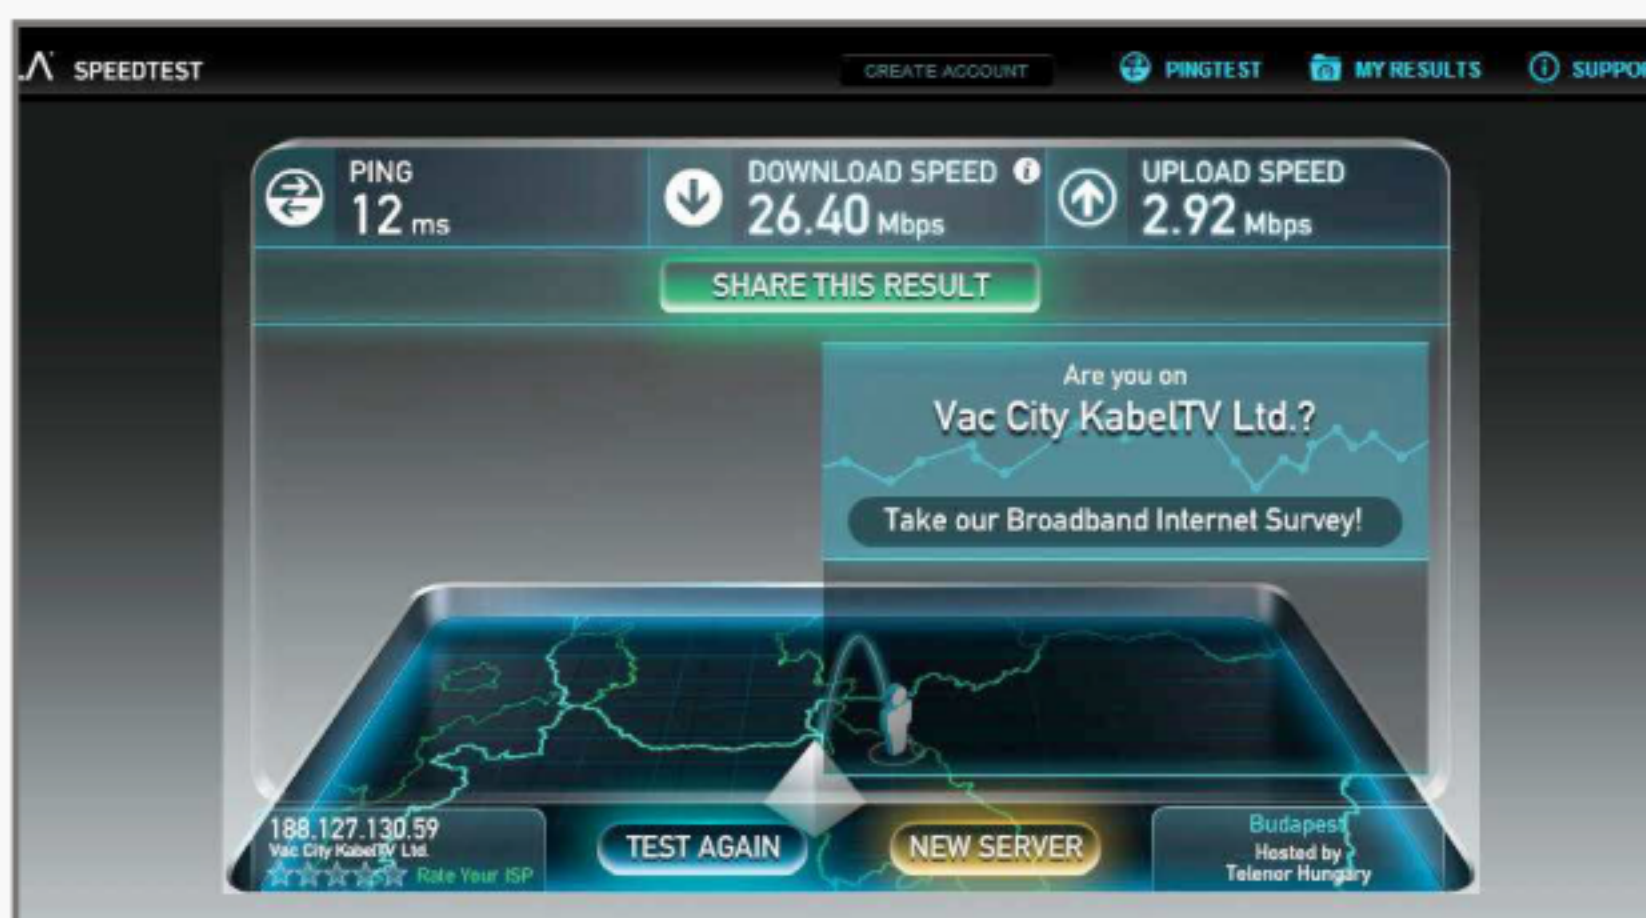 SPEEDTEST
CREATE ACCOUNT
PINGTEST
MY RESULTS
PING
12 ms
DOWNLOAD SPEED
26.40 Mbps
UPLOAD SPEED
2.92 Mbps
SHARE THIS RESULT
Are you on
Vac City KabelTV Ltd.?
Take our Broadband Internet Survey!
188.127.130.59
Vac City KabelTV Ltd.
Rate Your ISP
TEST AGAIN
NEW SERVER
Budapest
Hosted by
Telenor Hungary